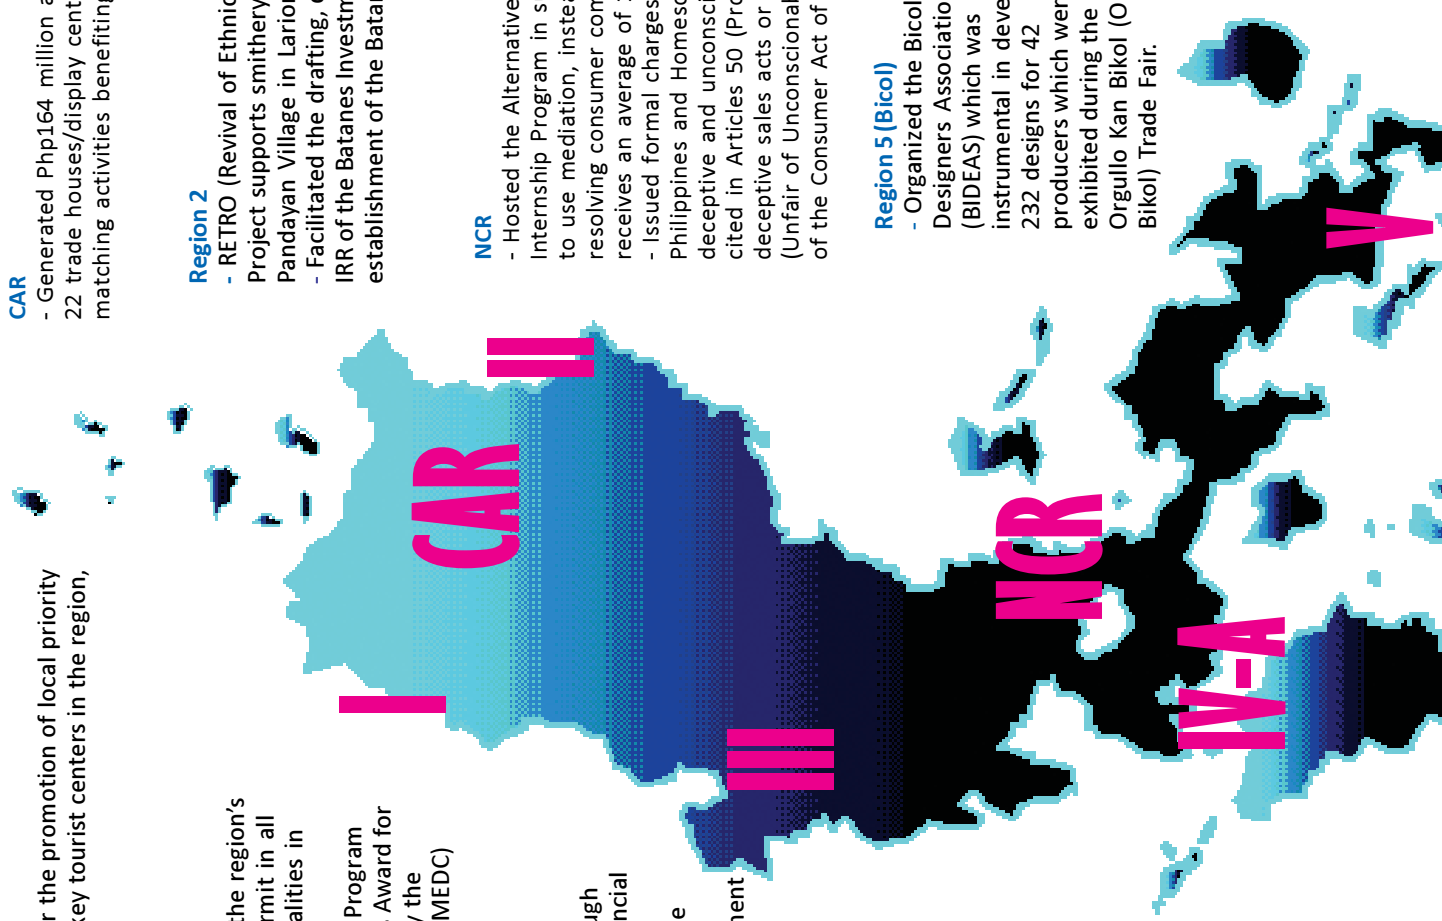 r the promotion of local priority
key tourist centers in the region,
the region’s
rmit in all
alities in
Program
Award for
y the
MEDC)
ugh
ncial
e
ment
CAR
- Generated Php164 million a
22 trade houses/display cent
matching activities benefiting
Region 2
- RETRO (Revival of Ethnic
Project supports smithery
Pandayan Village in Larion
- Facilitated the drafting,
IRR of the Batanes Investm
establishment of the Batan
NCR
- Hosted the Alternative
Internship Program in s
to use mediation, instea
resolving consumer com
receives an average of
- Issued formal charges
Philippines and Homesc
deceptive and unconsci
cited in Articles 50 (Pro
deceptive sales acts or
(Unfair of Unconscional
of the Consumer Act of
Region 5 (Bicol)
- Organized the Bicol
Designers Associatio
(BIDEAS) which was
instrumental in deve
232 designs for 42
producers which wer
exhibited during the
Orgullo Kan Bikol (O
Bikol) Trade Fair.
I
CAR
II
III
NCR
IV-A
V